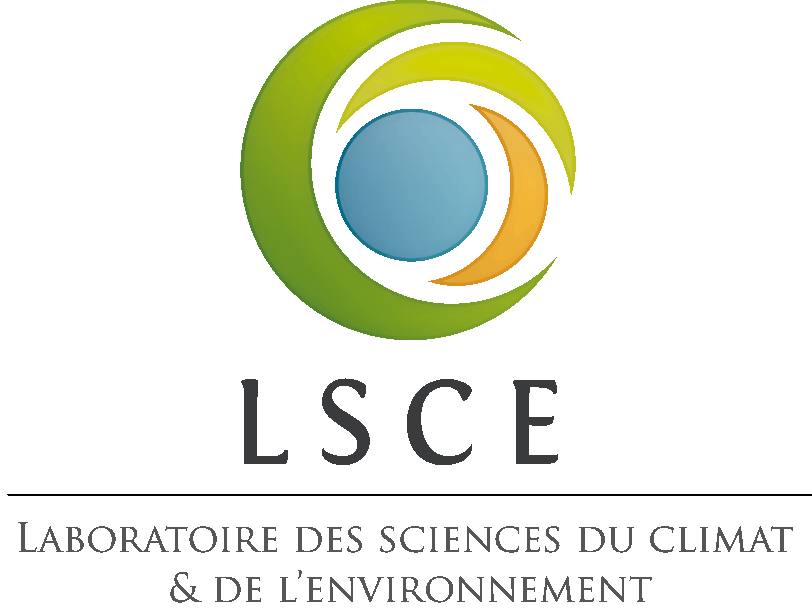 LSCE
LABORATOIRE DES SCIENCES DU CLIMAT
& DE L’ENVIRONNEMENT